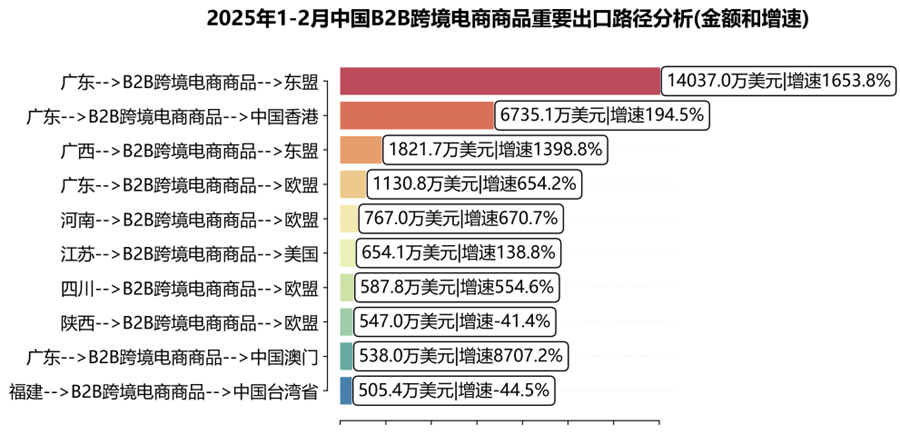 2025年1-2月中国B2B跨境电商商品重要出口路径分析(金额和增速)
广东-->B2B跨境电商商品-->东盟 14037.0万美元|增速1653.8%
广东-->B2B跨境电商商品-->中国香港 6735.1万美元|增速194.5%
广西-->B2B跨境电商商品-->东盟 1821.7万美元|增速1398.8%
广东-->B2B跨境电商商品-->欧盟 1130.8万美元|增速654.2%
河南-->B2B跨境电商商品-->欧盟 767.0万美元|增速670.7%
江苏-->B2B跨境电商商品-->美国 654.1万美元|增速138.8%
四川-->B2B跨境电商商品-->欧盟 587.8万美元|增速554.6%
陕西-->B2B跨境电商商品-->欧盟 547.0万美元|增速-41.4%
广东-->B2B跨境电商商品-->中国澳门 538.0万美元|增速8707.2%
福建-->B2B跨境电商商品-->中国台湾省 505.4万美元|增速-44.5%